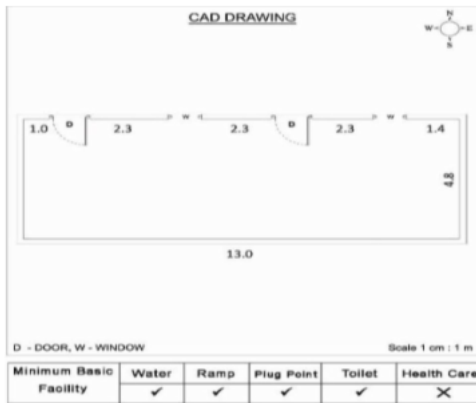 CAD DRAWING
N
W E
S
1.0 D 2.3 W 2.3 D 2.3 W 1.4
4.8
13.0
D - DOOR, W - WINDOW Scale 1 cm : 1 m
Minimum Basic Facility Water Ramp Plug Point Toilet Health Care
✓ ✓ ✓ ✓ ✕